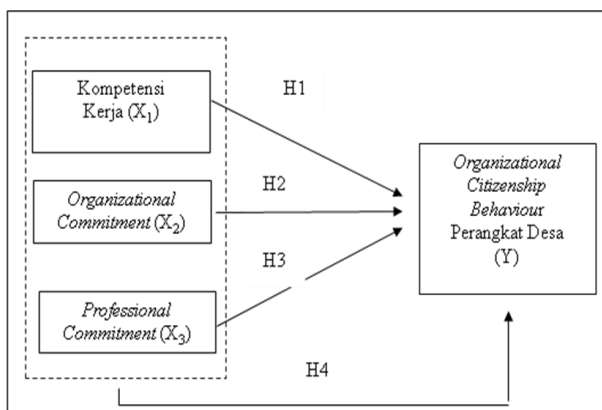 Kompetensi
Kerja (X₁)
H1
Organizational
Commitment (X₂)
H2
Professional
Commitment (X₃)
H3
Organizational
Citizenship
Behaviour
Perangkat Desa
(Y)
H4